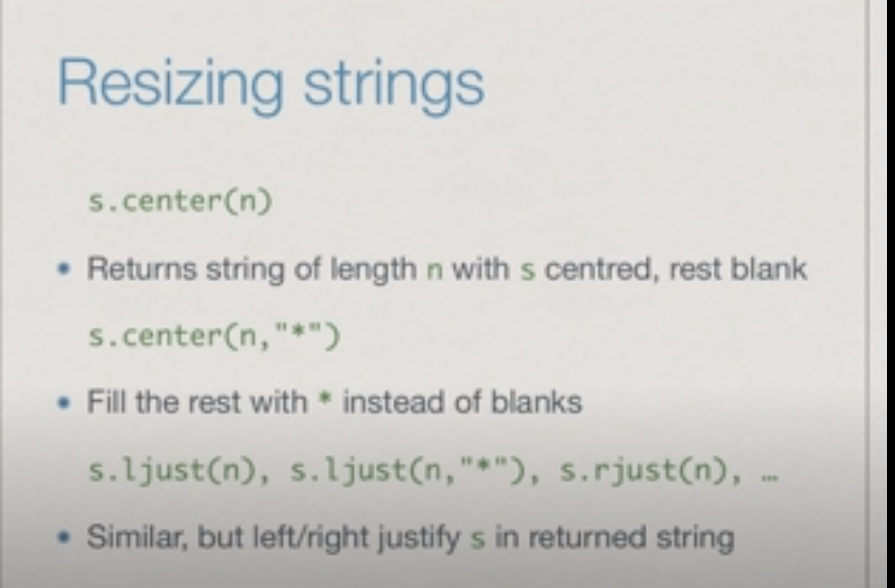 Resizing strings
s.center(n)
• Returns string of length n with s centred, rest blank
s.center(n,"*")
• Fill the rest with * instead of blanks
s.ljust(n), s.ljust(n,"*"), s.rjust(n), …
• Similar, but left/right justify s in returned string